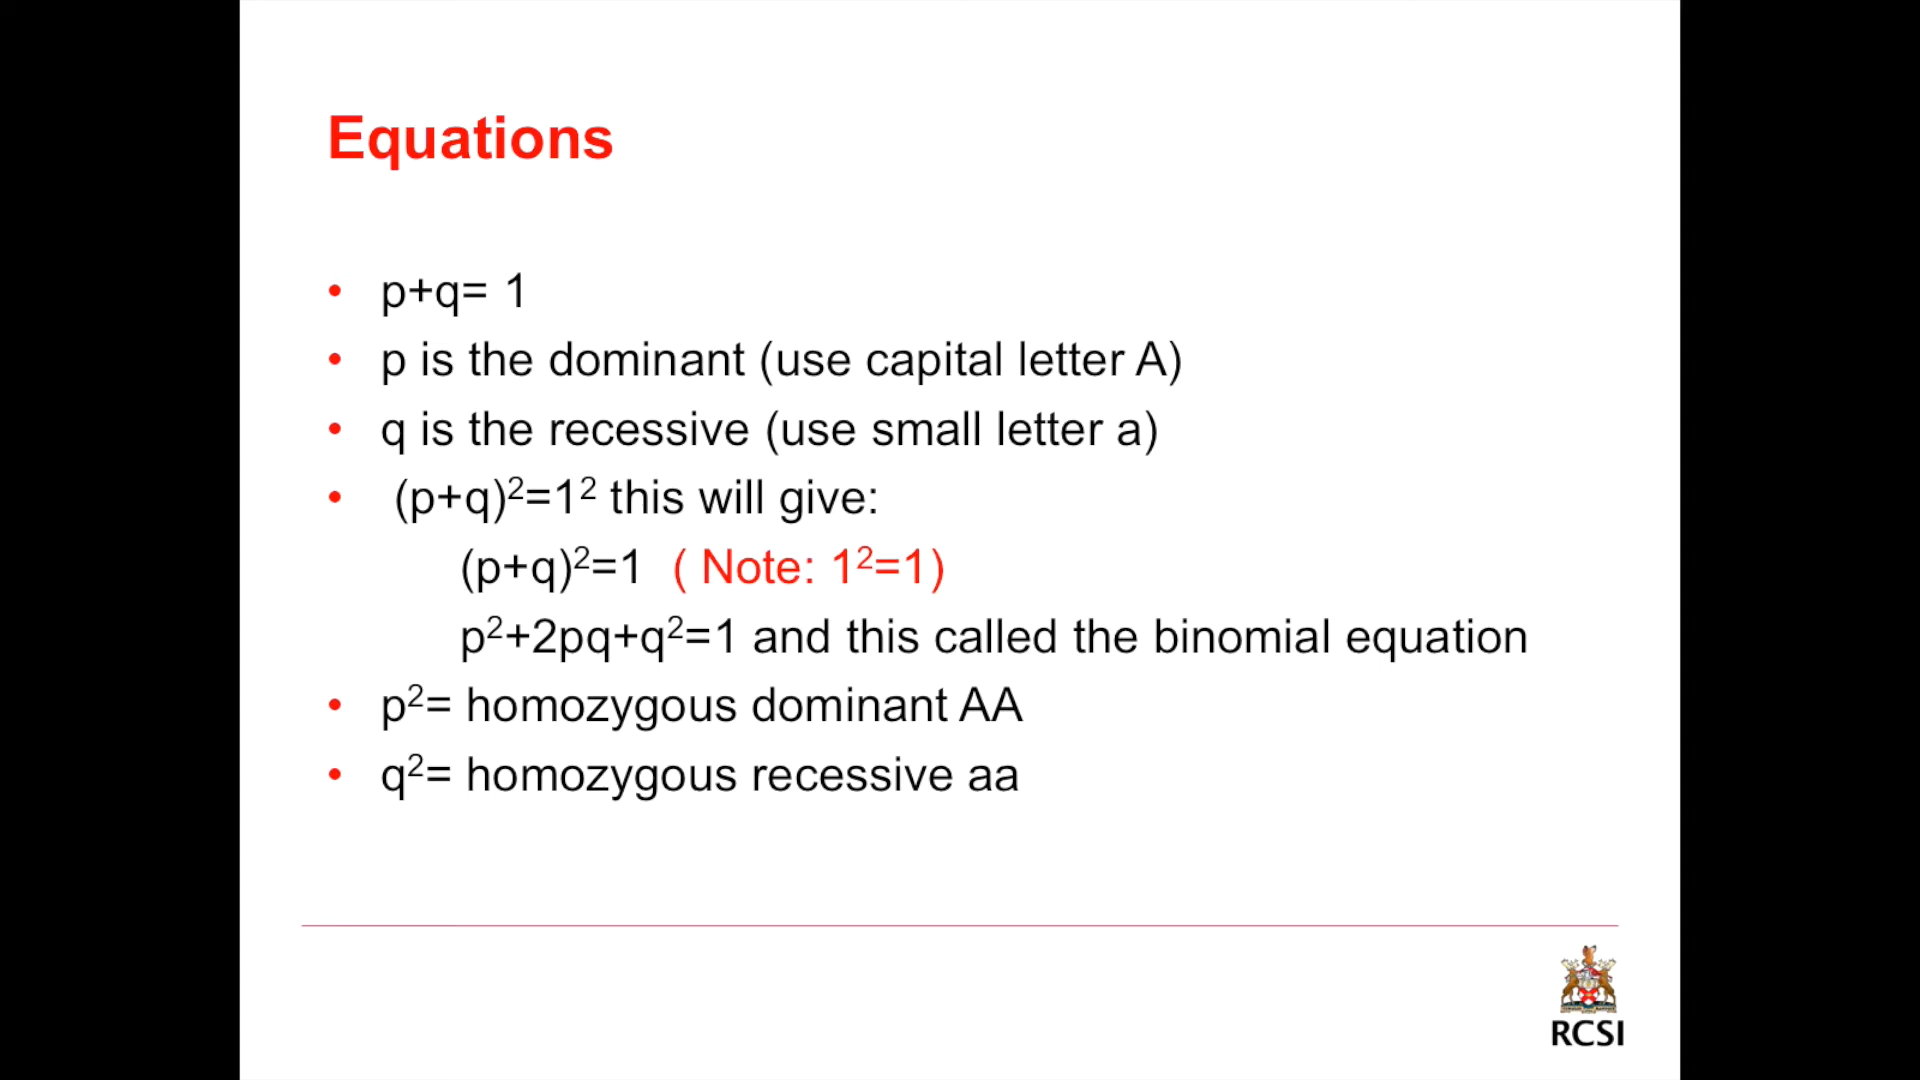 Equations
• p+q= 1
• p is the dominant (use capital letter A)
• q is the recessive (use small letter a)
• (p+q)²=1² this will give:
(p+q)²=1 ( Note: 1²=1)
p²+2pq+q²=1 and this called the binomial equation
• p²= homozygous dominant AA
• q²= homozygous recessive aa
RCSI